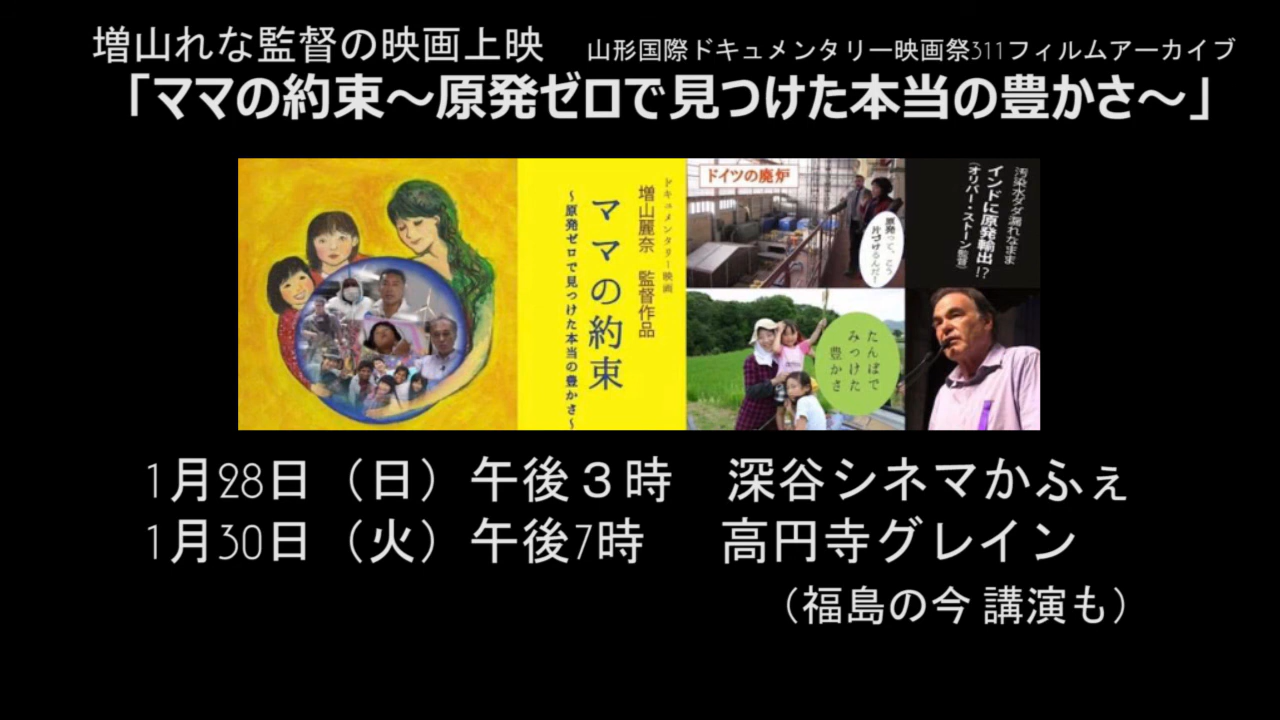 増山れな監督の映画上映　山形国際ドキュメンタリー映画祭311フィルムアーカイブ
「ママの約束～原発ゼロで見つけた本当の豊かさ～」
ドキュメンタリー映画
増山麗奈　監督作品
ママの約束
～原発ゼロで見つけた本当の豊かさ～
ドイツの廃炉
原発って、こう
片づけるんだ！
汚染水ダダ漏れなまま
インドに原発輸出!?
（オリバー・ストーン監督）
たんぼで
みつけた
豊かさ
1月28日（日）午後３時　深谷シネマかふぇ
1月30日（火）午後7時　高円寺グレイン
（福島の今 講演も）